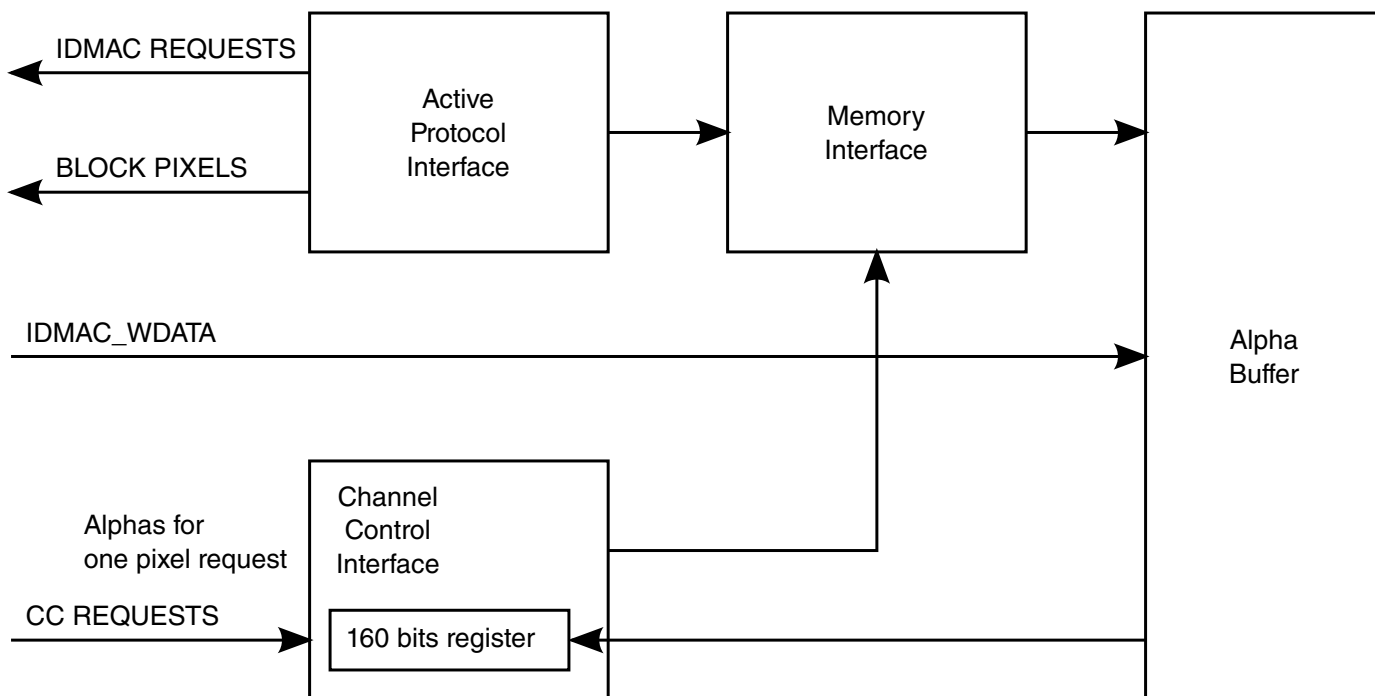 IDMAC REQUESTS
BLOCK PIXELS
Active
Protocol
Interface
Memory
Interface
IDMAC_WDATA
Alpha
Buffer
Alphas for
one pixel request
CC REQUESTS
Channel
Control
Interface
160 bits register